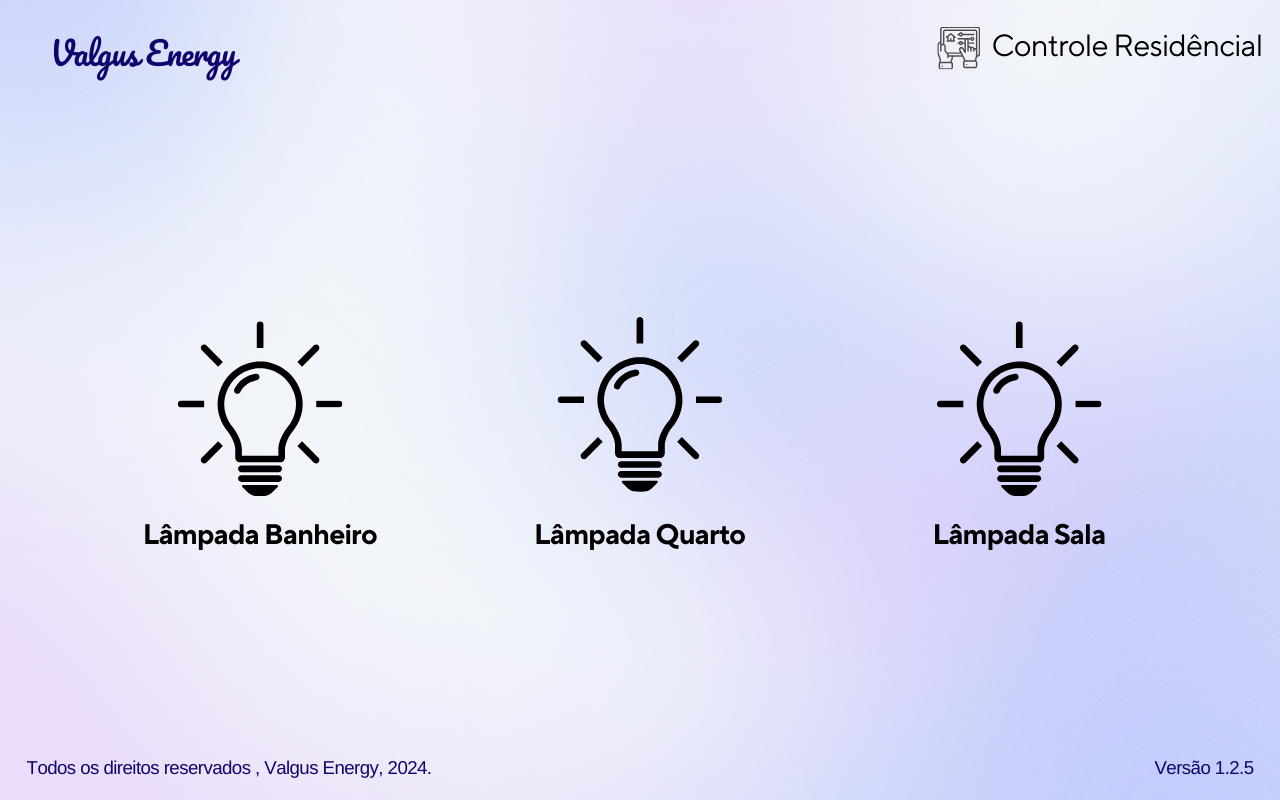 Valgus Energy
Controle Residêncial
Lâmpada Banheiro
Lâmpada Quarto
Lâmpada Sala
Todos os direitos reservados , Valgus Energy, 2024.
Versão 1.2.5